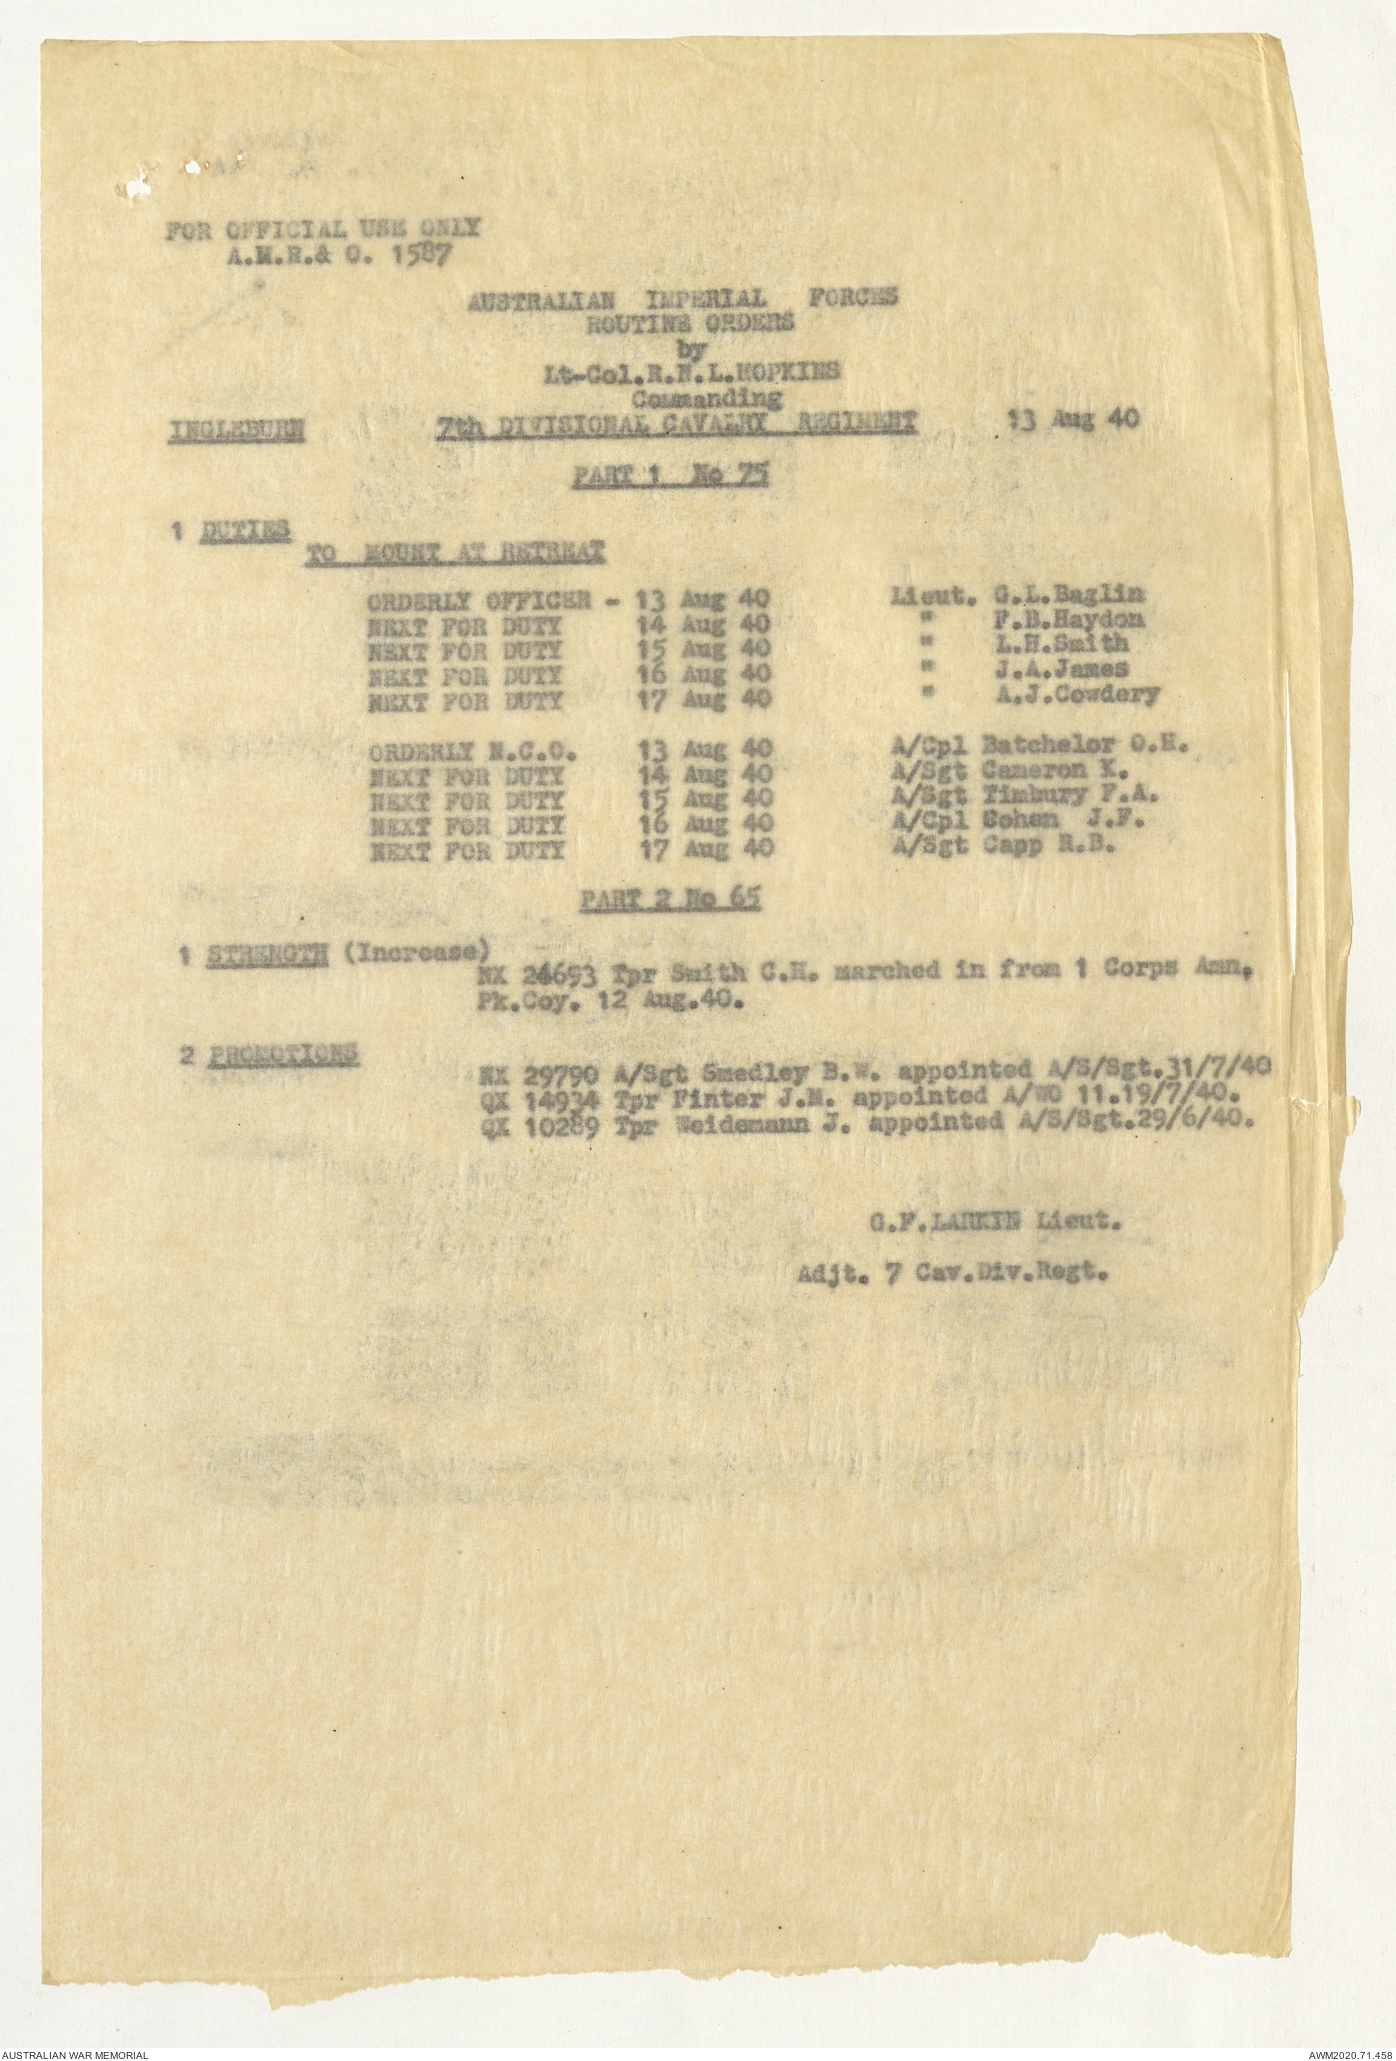 FOR OFFICIAL USE ONLY
A.M.R.& O. 1587
AUSTRALIAN IMPERIAL FORCES
ROUTINE ORDERS
by
Lt-Col.R.N.L.HOPKINS
Commanding
INGLEBURN 7th DIVISIONAL CAVALRY REGIMENT 13 Aug 40
PART 1 No 75
1 DUTIES
TO MOUNT AT RETREAT
ORDERLY OFFICER - 13 Aug 40 Lieut. G.L.Baglin
NEXT FOR DUTY 14 Aug 40 " F.B.Haydon
NEXT FOR DUTY 15 Aug 40 " L.H.Smith
NEXT FOR DUTY 16 Aug 40 " J.A.James
NEXT FOR DUTY 17 Aug 40 " A.J.Cowdery
ORDERLY N.C.O. 13 Aug 40 A/Cpl Batchelor O.H.
NEXT FOR DUTY 14 Aug 40 A/Sgt Cameron K.
NEXT FOR DUTY 15 Aug 40 A/Sgt Timbury F.A.
NEXT FOR DUTY 16 Aug 40 A/Cpl Cohen J.F.
NEXT FOR DUTY 17 Aug 40 A/Sgt Capp R.B.
PART 2 No 65
1 STRENGTH (Increase)
NX 24693 Tpr Smith C.H. marched in from 1 Corps Amn.
Pk.Coy. 12 Aug.40.
2 PROMOTIONS
NX 29790 A/Sgt Smedley B.W. appointed A/S/Sgt.31/7/40
QX 14934 Tpr Finter J.M. appointed A/WO 11.19/7/40.
QX 10289 Tpr Weidemann J. appointed A/S/Sgt.29/6/40.
G.F.LARKIN Lieut.
Adjt. 7 Cav.Div.Regt.
AUSTRALIAN WAR MEMORIAL AWM2020.71.458